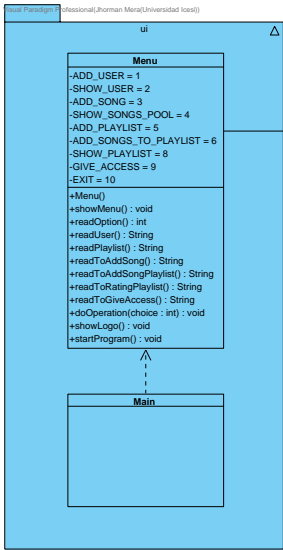 Visual Paradigm Professional(Jhorman Mera(Universidad Icesi))
ui
Menu
-ADD_USER = 1
-SHOW_USER = 2
-ADD_SONG = 3
-SHOW_SONGS_POOL = 4
-ADD_PLAYLIST = 5
-ADD_SONGS_TO_PLAYLIST = 6
-SHOW_PLAYLIST = 8
-GIVE_ACCESS = 9
-EXIT = 10
+Menu()
+showMenu() : void
+readOption() : int
+readUser() : String
+readPlaylist() : String
+readToAddSong() : String
+readToAddSongPlaylist() : String
+readToRatingPlaylist() : String
+readToGiveAccess() : String
+doOperation(choice : int) : void
+showLogo() : void
+startProgram() : void
Main